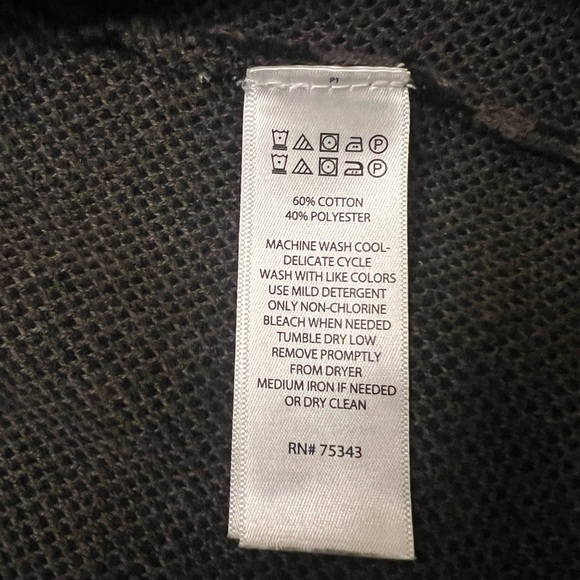 P1
P
P
60% COTTON
40% POLYESTER
MACHINE WASH COOL-
DELICATE CYCLE
WASH WITH LIKE COLORS
USE MILD DETERGENT
ONLY NON-CHLORINE
BLEACH WHEN NEEDED
TUMBLE DRY LOW
REMOVE PROMPTLY
FROM DRYER
MEDIUM IRON IF NEEDED
OR DRY CLEAN
RN# 75343